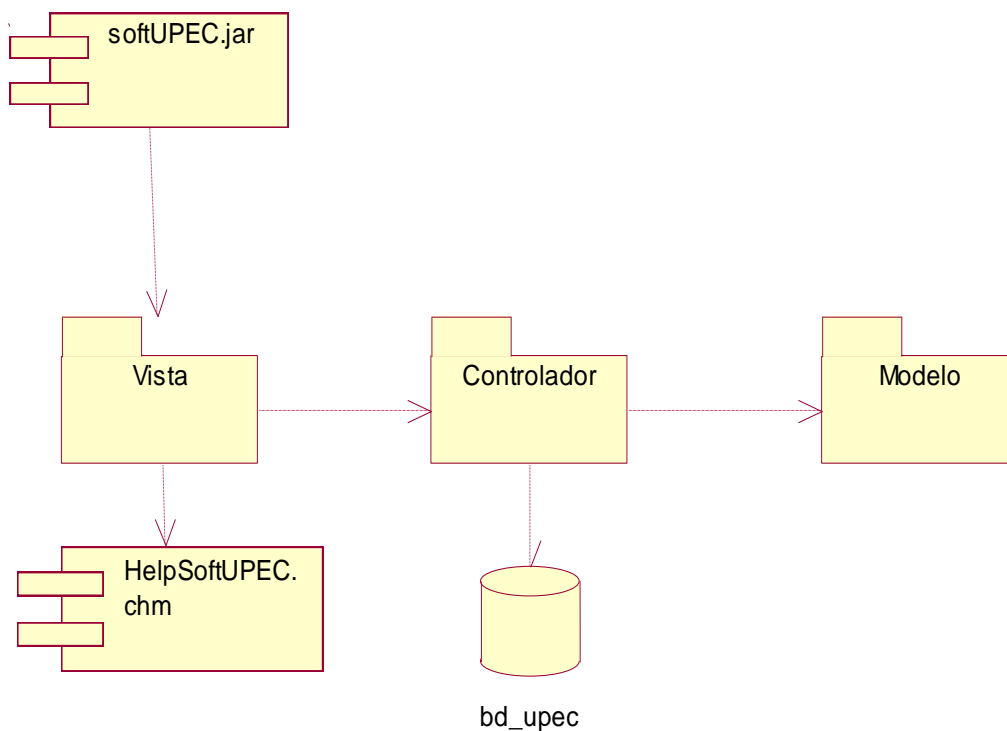 softUPEC.jar
Vista
Controlador
Modelo
HelpSoftUPEC.
chm
bd_upec